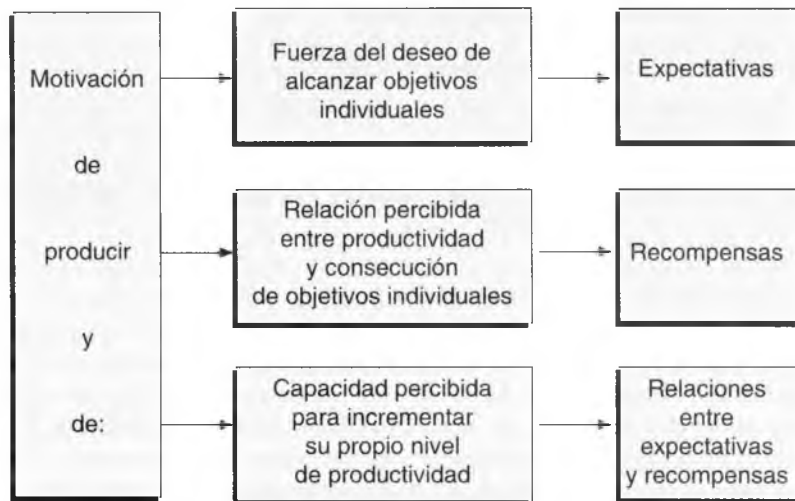 Motivación
de
producir
y
de:
Fuerza del deseo de
alcanzar objetivos
individuales
Expectativas
Relación percibida
entre productividad
y consecución
de objetivos individuales
Recompensas
Capacidad percibida
para incrementar
su propio nivel
de productividad
Relaciones
entre
expectativas
y recompensas